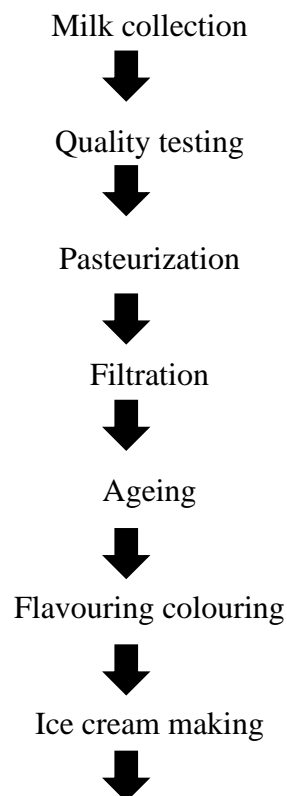 Milk collection
Quality testing
Pasteurization
Filtration
Ageing
Flavouring colouring
Ice cream making